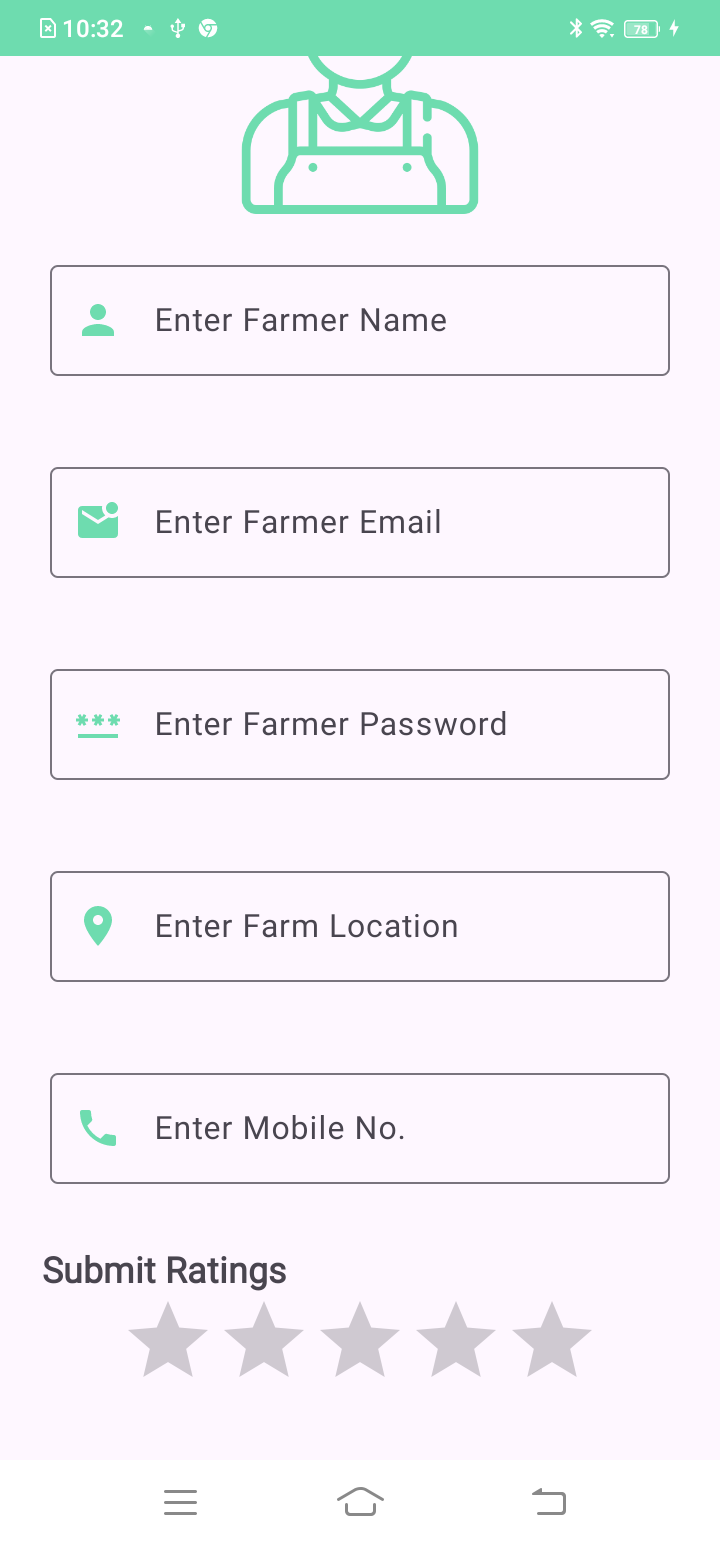 10:32
78
Enter Farmer Name
Enter Farmer Email
*** Enter Farmer Password
Enter Farm Location
Enter Mobile No.
Submit Ratings